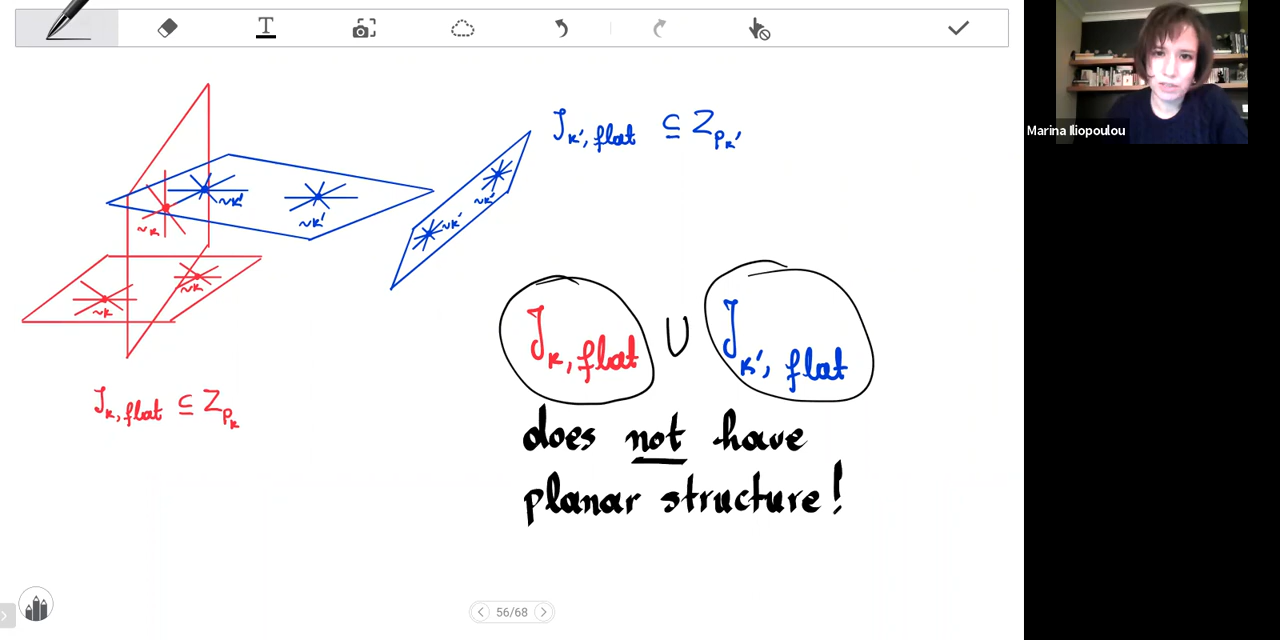 T
J_{k', flat} ⊆ Z_{p_{k'}}
Marina Iliopoulou
~k'
~k'
~k'
~k
~k'
~k
~k
J_{k, flat} ∪ J_{k', flat}
J_{k, flat} ⊆ Z_{p_k}
does not have
planar structure!
56/68